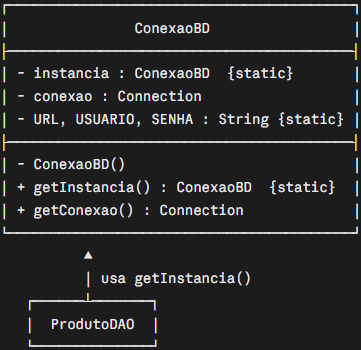 ConexaoBD
- instancia : ConexaoBD {static}
- conexao : Connection
- URL, USUARIO, SENHA : String {static}
- ConexaoBD()
+ getInstancia() : ConexaoBD {static}
+ getConexao() : Connection
usa getInstancia()
ProdutoDAO